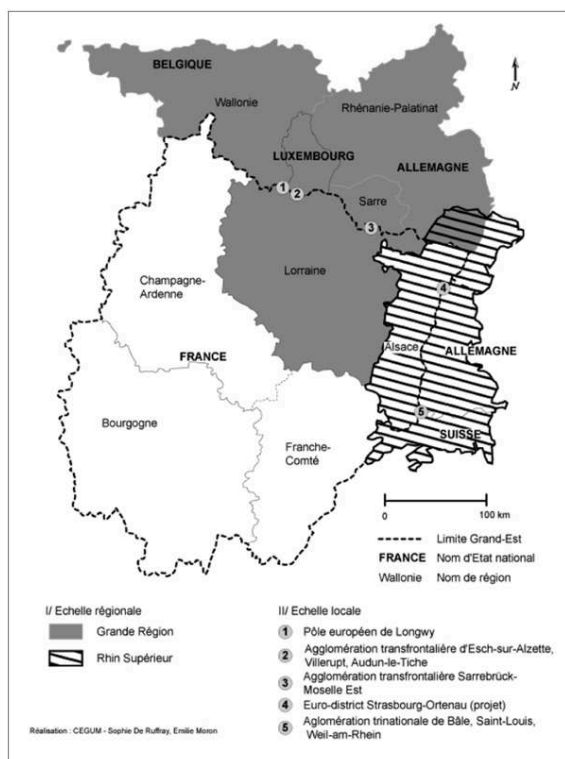 BELGIQUE
Wallonie
Rhénanie-Palatinat
N
LUXEMBOURG
ALLEMAGNE
1
2
Sarre
3
Lorraine
Champagne-
Ardenne
4
FRANCE
Alsace
ALLEMAGNE
Bourgogne
5
SUISSE
Franche-
Comté
0
100 km
Limite Grand-Est
FRANCE Nom d'Etat national
Wallonie Nom de région
I/ Echelle régionale
Grande Région
Rhin Supérieur
II/ Echelle locale
1 Pôle européen de Longwy
2 Agglomération transfrontalière d'Esch-sur-Alzette,
Villerupt, Audun-le-Tiche
3 Agglomération transfrontalière Sarrebrück-
Moselle Est
4 Euro-district Strasbourg-Ortenau (projet)
5 Aglomération trinationale de Bâle, Saint-Louis,
Weil-am-Rhein
Réalisation : CEGUM - Sophie De Ruffray, Emilie Moron